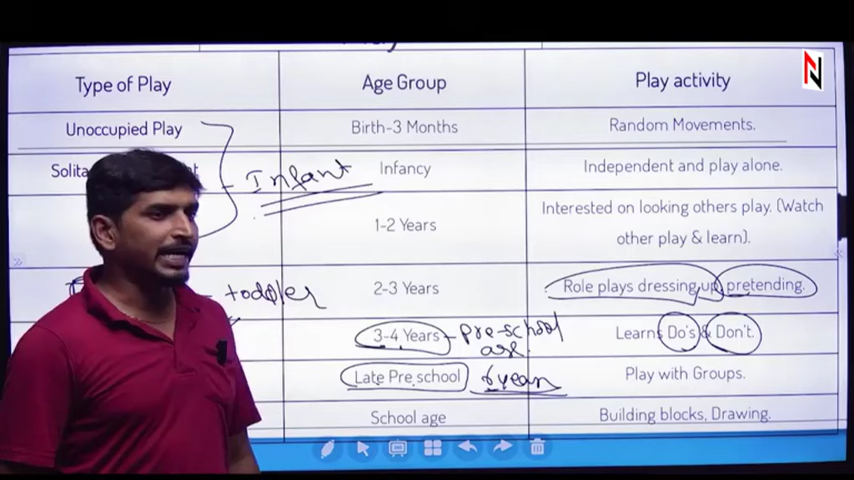 Type of Play Age Group Play activity
Unoccupied Play Birth-3 Months Random Movements.
Infancy Independent and play alone.
Infant
1-2 Years Interested on looking others play. (Watch
other play & learn).
toddler 2-3 Years Role plays dressing up, pretending.
3-4 Years - Pre-school Learns Do's & Don't.
age
Late Pre school 6 years Play with Groups.
School age Building blocks, Drawing.
N